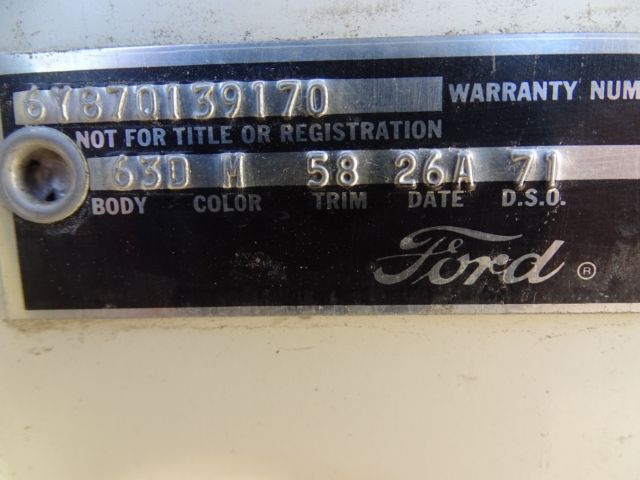 6Y87Q139170 WARRANTY NUM
NOT FOR TITLE OR REGISTRATION
63D M 58 26A 71
BODY COLOR TRIM DATE D.S.O.
Ford ®